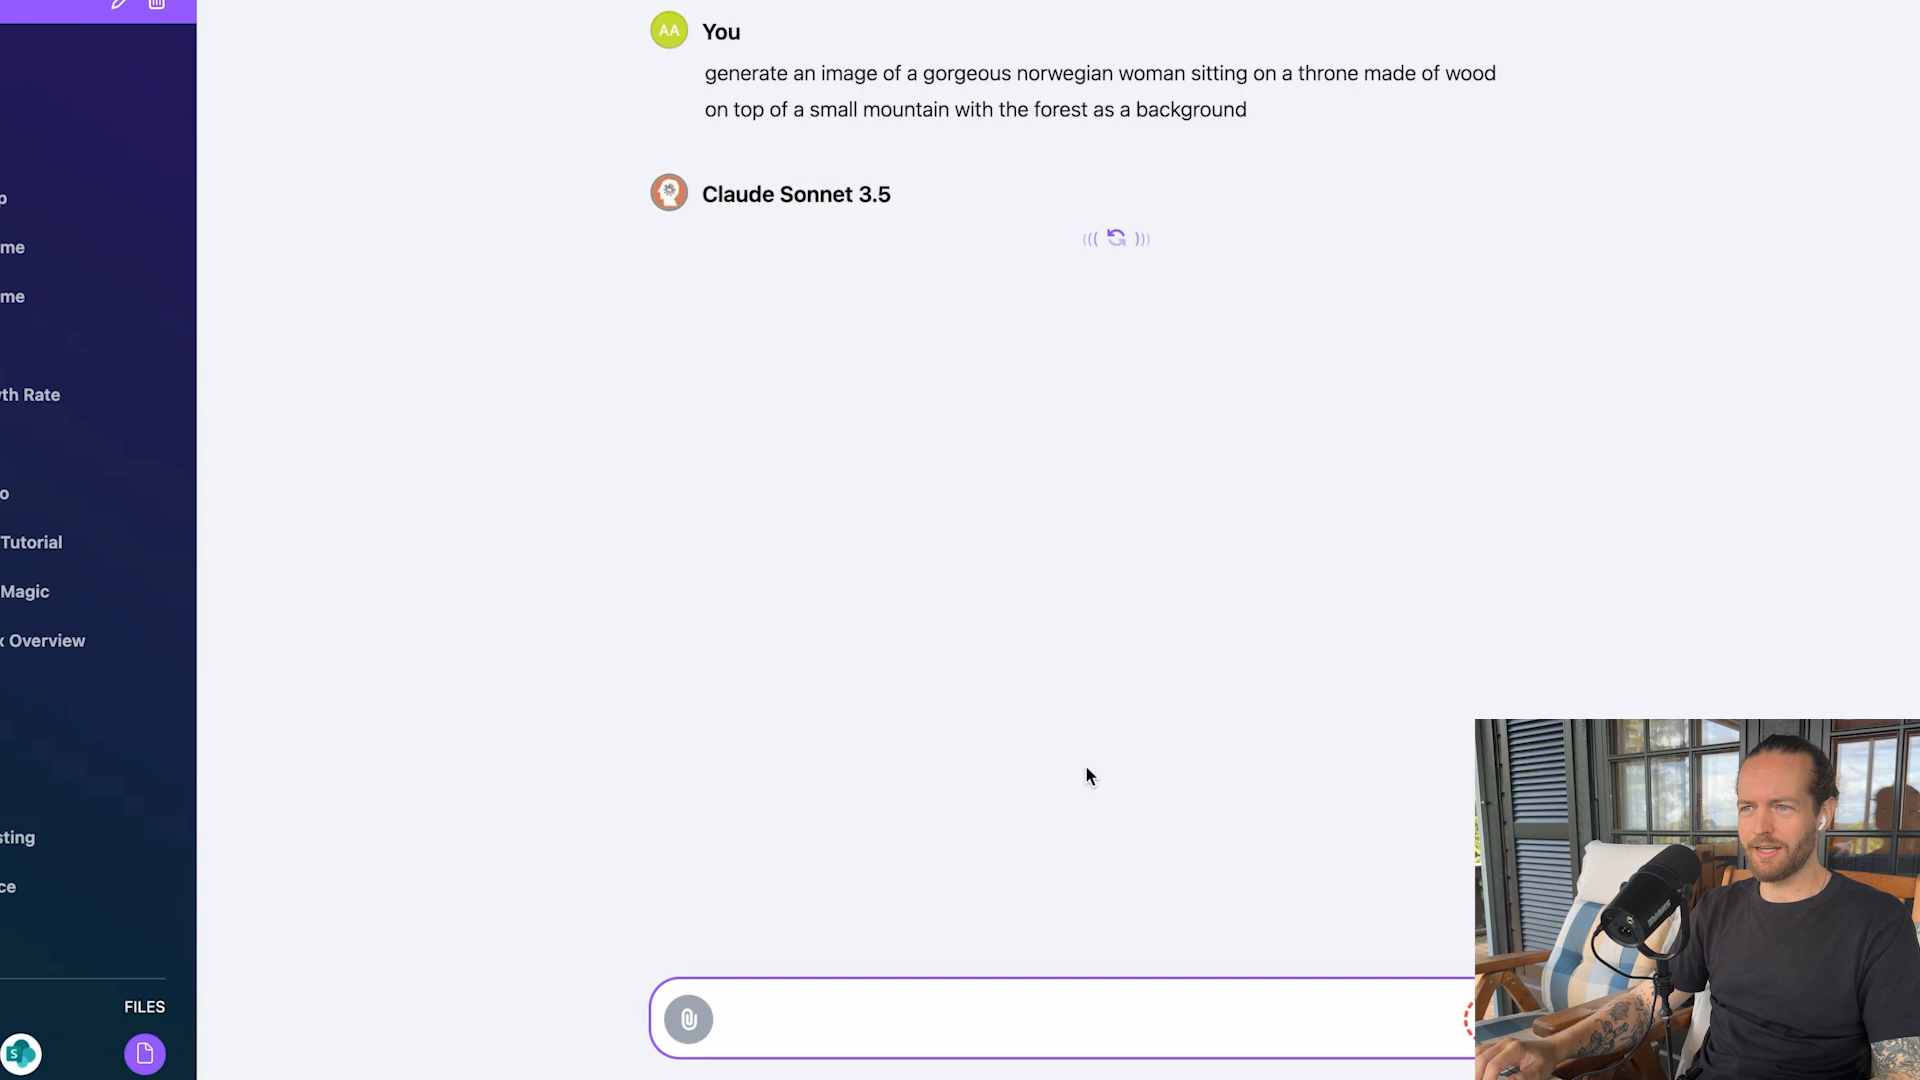 AA
You
generate an image of a gorgeous norwegian woman sitting on a throne made of wood
on top of a small mountain with the forest as a background
Claude Sonnet 3.5
p
me
me
th Rate
o
Tutorial
Magic
x Overview
sting
ce
FILES
S